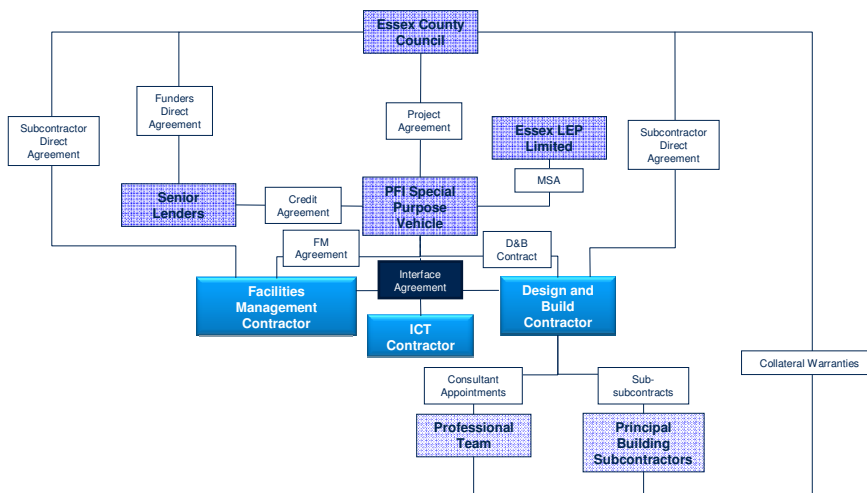 Essex County
Council
Funders
Direct
Agreement
Project
Agreement
Subcontractor
Direct
Agreement
Essex LEP
Limited
Subcontractor
Direct
Agreement
MSA
Senior
Lenders
Credit
Agreement
PFI Special
Purpose
Vehicle
FM
Agreement
D&B
Contract
Interface
Agreement
Facilities
Management
Contractor
Design and
Build
Contractor
ICT
Contractor
Collateral Warranties
Consultant
Appointments
Sub-
subcontracts
Professional
Team
Principal
Building
Subcontractors